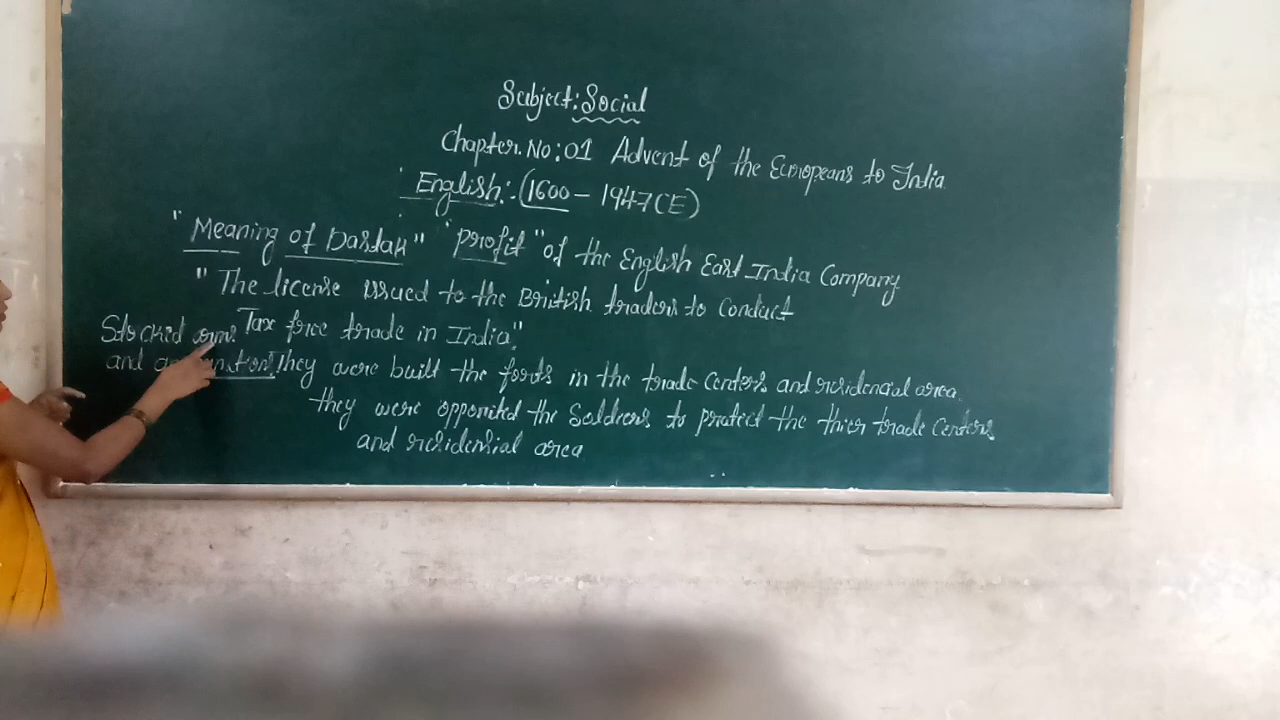 Subject: Social
Chapter. No: 01 Advent of the Europeans to India
English:- (1600 - 1947 CE)
"Meaning of Dastak" "profit" of the English East India Company
"The license issued to the British traders to Conduct
Tax free trade in India"
Stocked arms
and They were built the forts in the trade Centers and residencial area.
they were opponited the Soldiers to protect the thier trade Centers
and residensial area